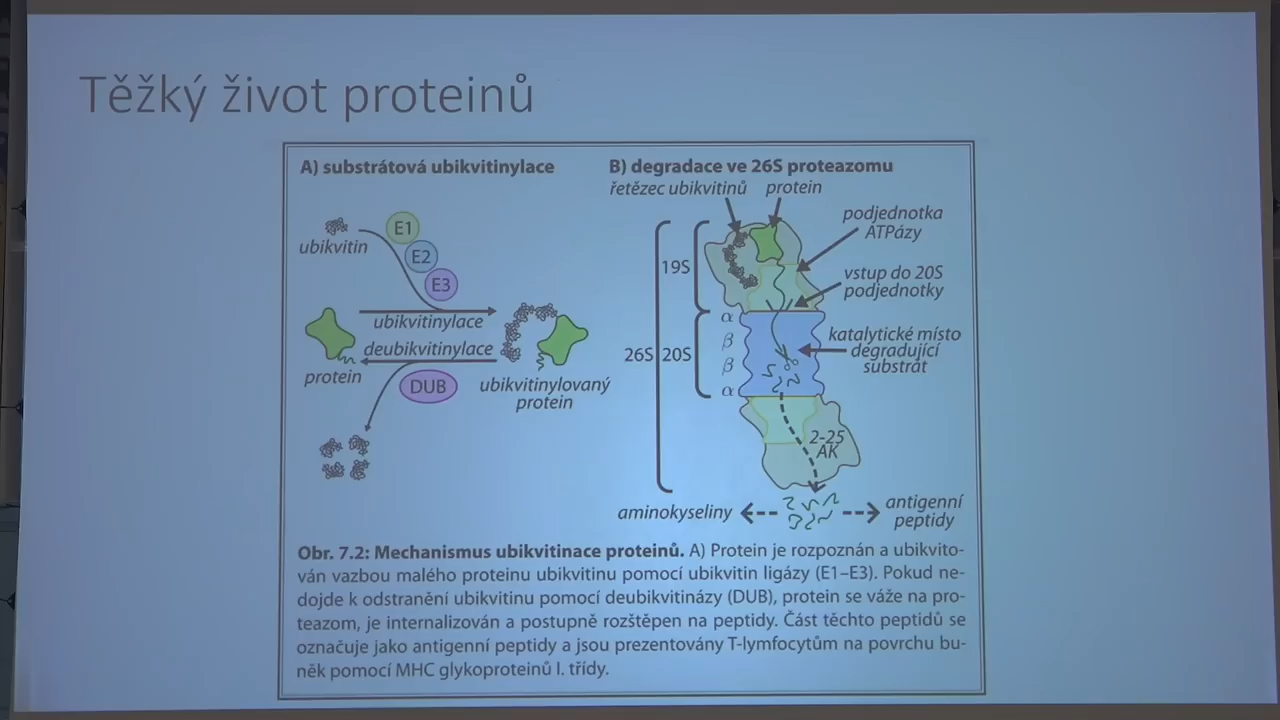 Těžký život proteinů
A) substrátová ubikvitinylace
ubikvitin
E1
E2
E3
ubikvitinylace
deubikvitinylace
protein
DUB
ubikvitinylovaný
protein
B) degradace ve 26S proteazomu
řetězec ubikvitinů
protein
podjednotka
ATPázy
19S
vstup do 20S
podjednotky
α
β
β
α
26S
20S
katalytické místo
degradující
substrát
2-25
AK
aminokyseliny
antigenní
peptidy
Obr. 7.2: Mechanismus ubikvitinace proteinů. A) Protein je rozpoznán a ubikvito-
ván vazbou malého proteinu ubikvitinu pomocí ubikvitin ligázy (E1–E3). Pokud ne-
dojde k odstranění ubikvitinu pomocí deubikvitinázy (DUB), protein se váže na pro-
teazom, je internalizován a postupně rozštěpen na peptidy. Část těchto peptidů se
označuje jako antigenní peptidy a jsou prezentovány T-lymfocytům na povrchu bu-
něk pomocí MHC glykoproteinů I. třídy.